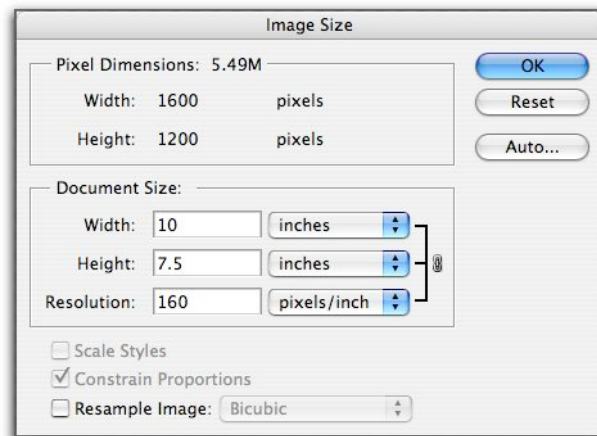 Image Size
Pixel Dimensions: 5.49M
Width: 1600 pixels
Height: 1200 pixels
OK
Reset
Auto...
Document Size:
Width: 10 inches
Height: 7.5 inches
Resolution: 160 pixels/inch
Scale Styles
Constrain Proportions
Resample Image: Bicubic